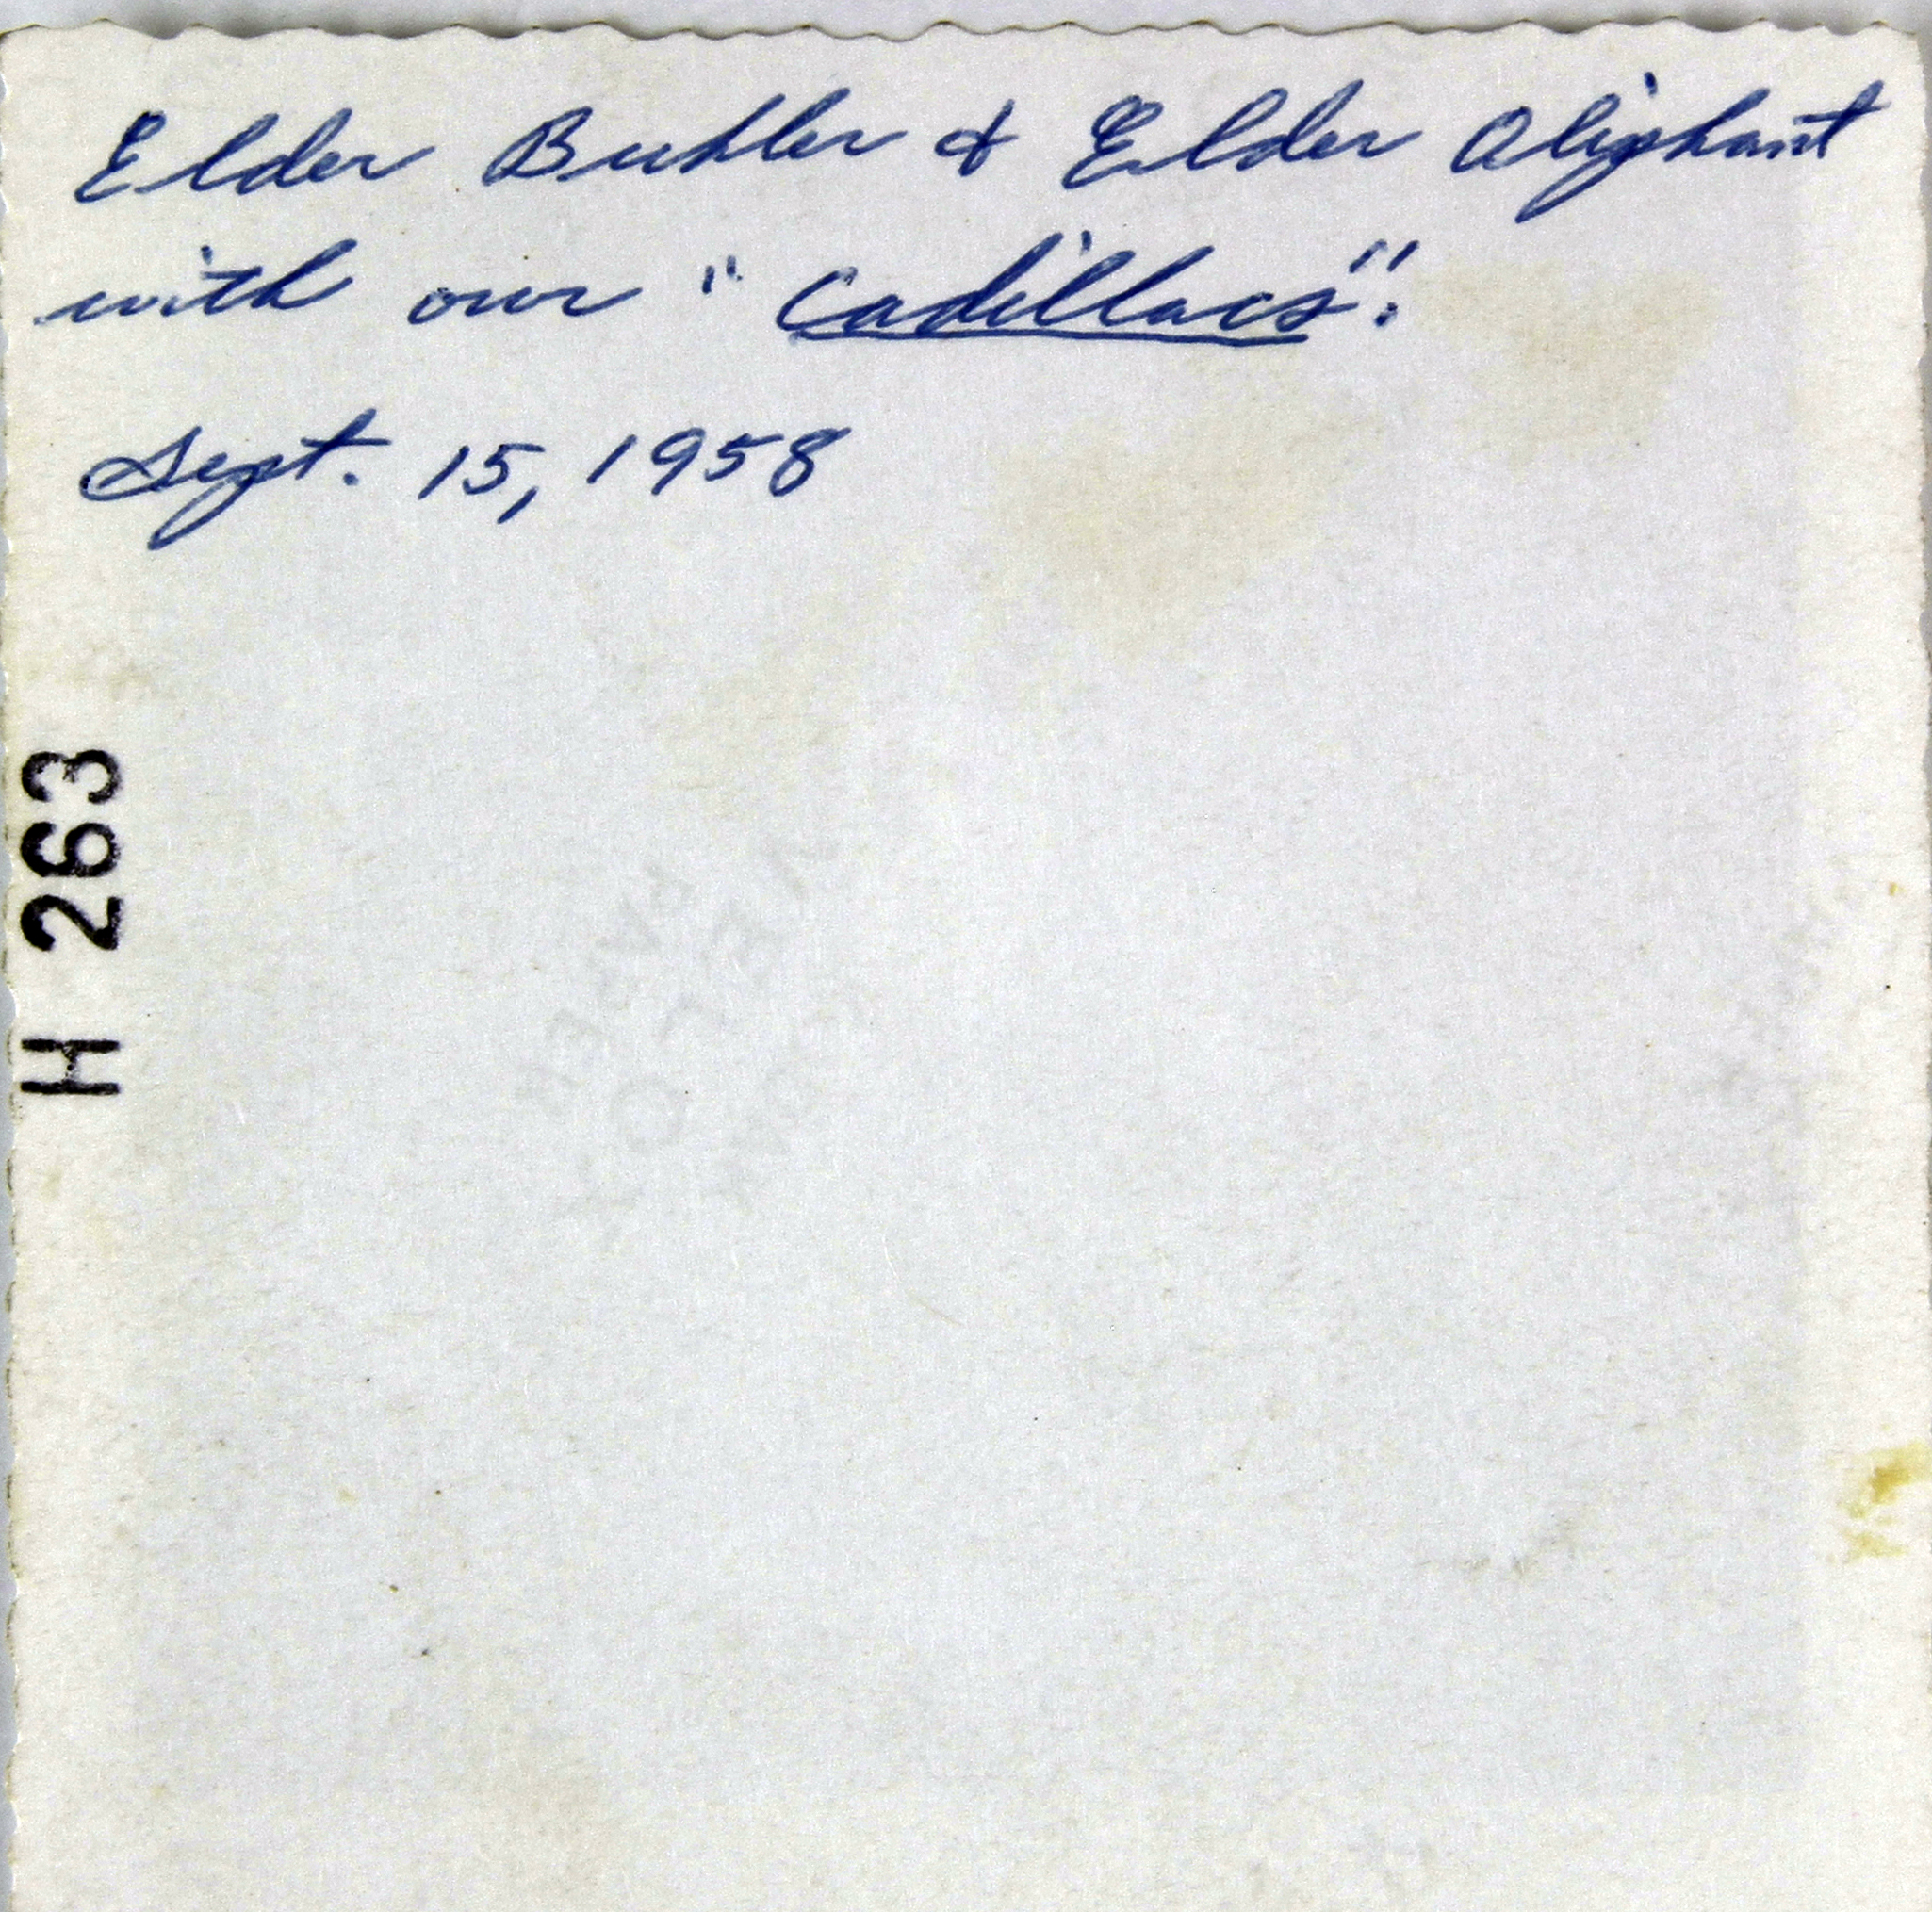 Elder Buhler & Elder Oliphant
with our "Cadillacs".
Sept. 15, 1958
H 263